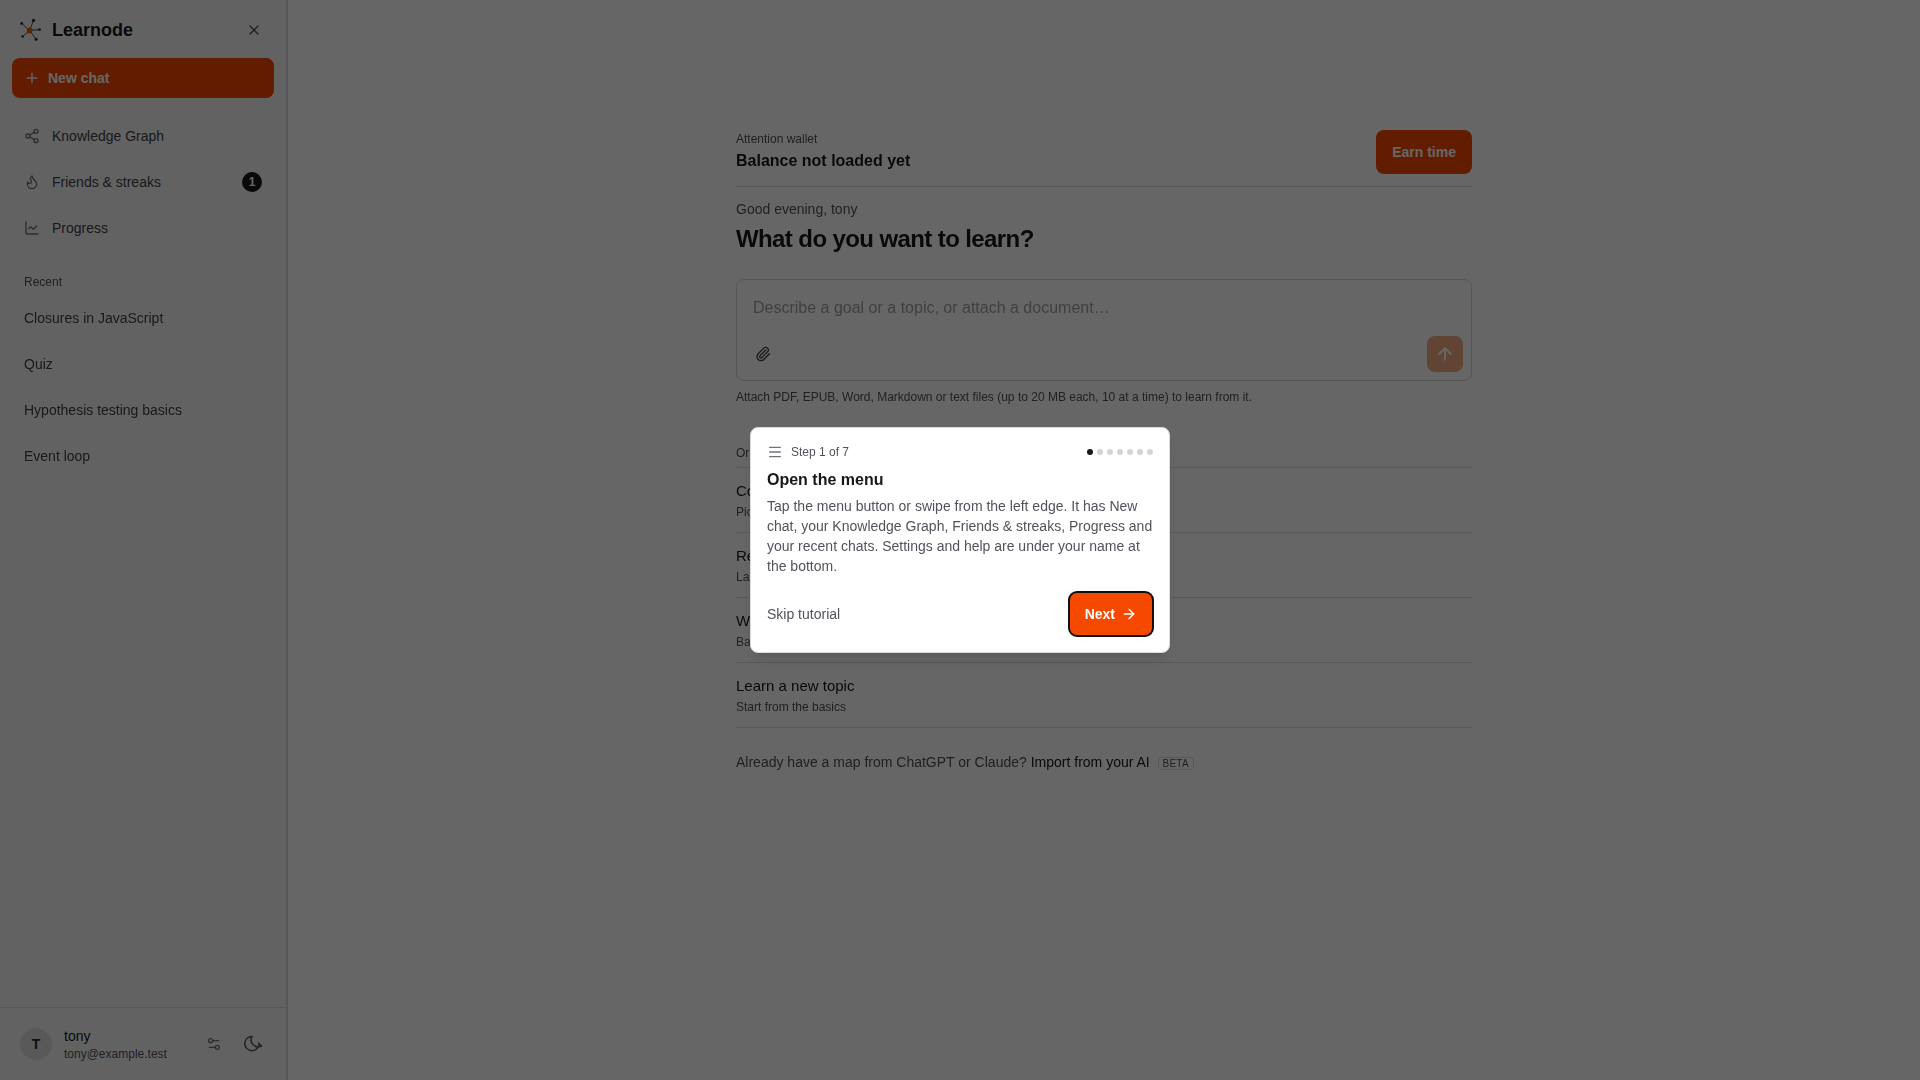 Learnode
New chat
Knowledge Graph
Friends & streaks
1
Progress
Recent
Closures in JavaScript
Quiz
Hypothesis testing basics
Event loop
T
tony
tony@example.test
Attention wallet
Balance not loaded yet
Earn time
Good evening, tony
What do you want to learn?
Describe a goal or a topic, or attach a document…
Attach PDF, EPUB, Word, Markdown or text files (up to 20 MB each, 10 at a time) to learn from it.
Step 1 of 7
Open the menu
Tap the menu button or swipe from the left edge. It has New
chat, your Knowledge Graph, Friends & streaks, Progress and
your recent chats. Settings and help are under your name at
the bottom.
Skip tutorial
Next
Learn a new topic
Start from the basics
Already have a map from ChatGPT or Claude? Import from your AI BETA